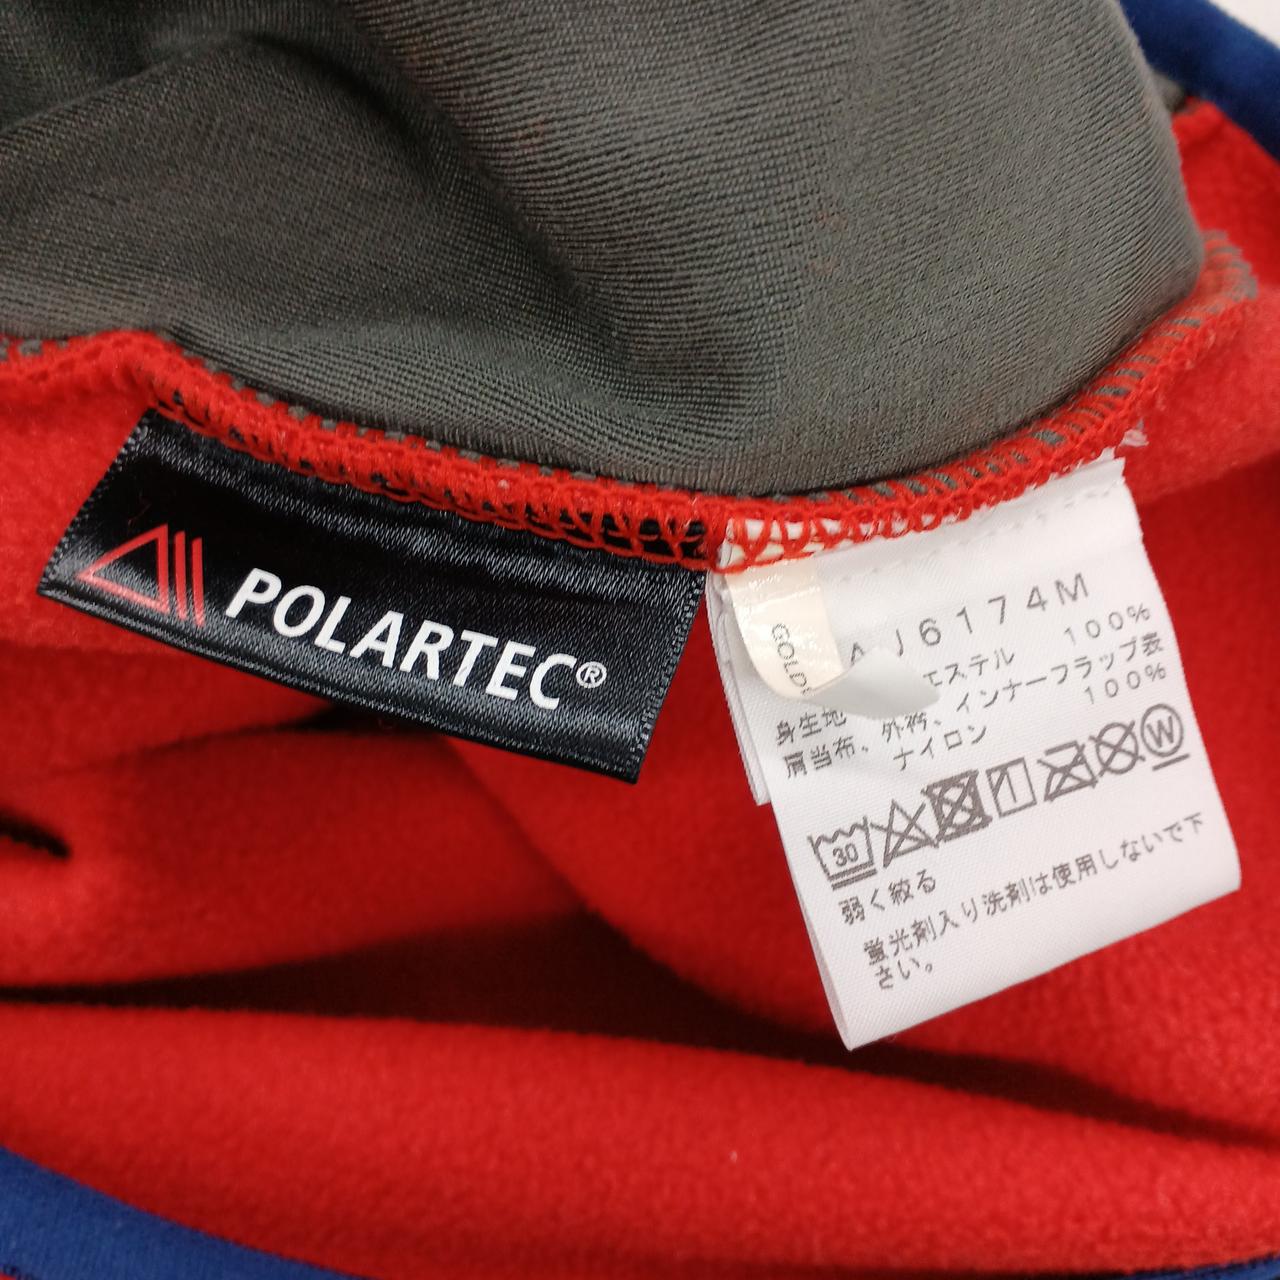 POLARTEC®
GOLD
AJ6174M
エステル 100%
身生地
肩当布、外衿、インナーフラップ表
ナイロン 100%
30
W
弱く絞る
蛍光剤入り洗剤は使用しないで下
さい。